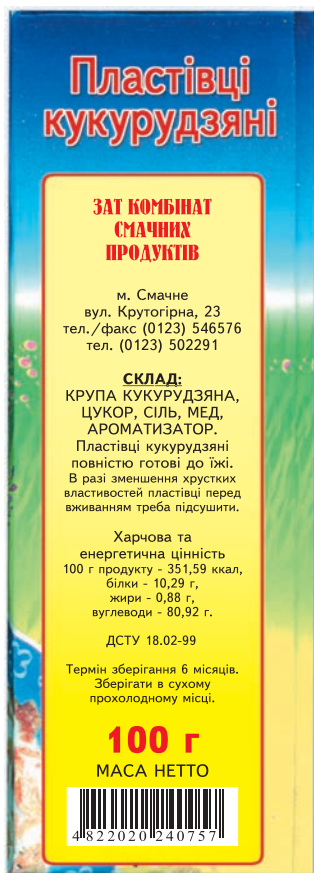 Пластівці
кукурудзяні
ЗАТ КОМБІНАТ
СМАЧНИХ
ПРОДУКТІВ
м. Смачне
вул. Крутогірна, 23
тел./факс (0123) 546576
тел. (0123) 502291
СКЛАД:
КРУПА КУКУРУДЗЯНА,
ЦУКОР, СІЛЬ, МЕД,
АРОМАТИЗАТОР.
Пластівці кукурудзяні
повністю готові до їжі.
В разі зменшення хрустких
властивостей пластівці перед
вживанням треба підсушити.
Харчова та
енергетична цінність
100 г продукту - 351,59 ккал,
білки - 10,29 г,
жири - 0,88 г,
вуглеводи - 80,92 г.
ДСТУ 18.02-99
Термін зберігання 6 місяців.
Зберігати в сухому
прохолодному місці.
100 г
МАСА НЕТТО
4822020240757